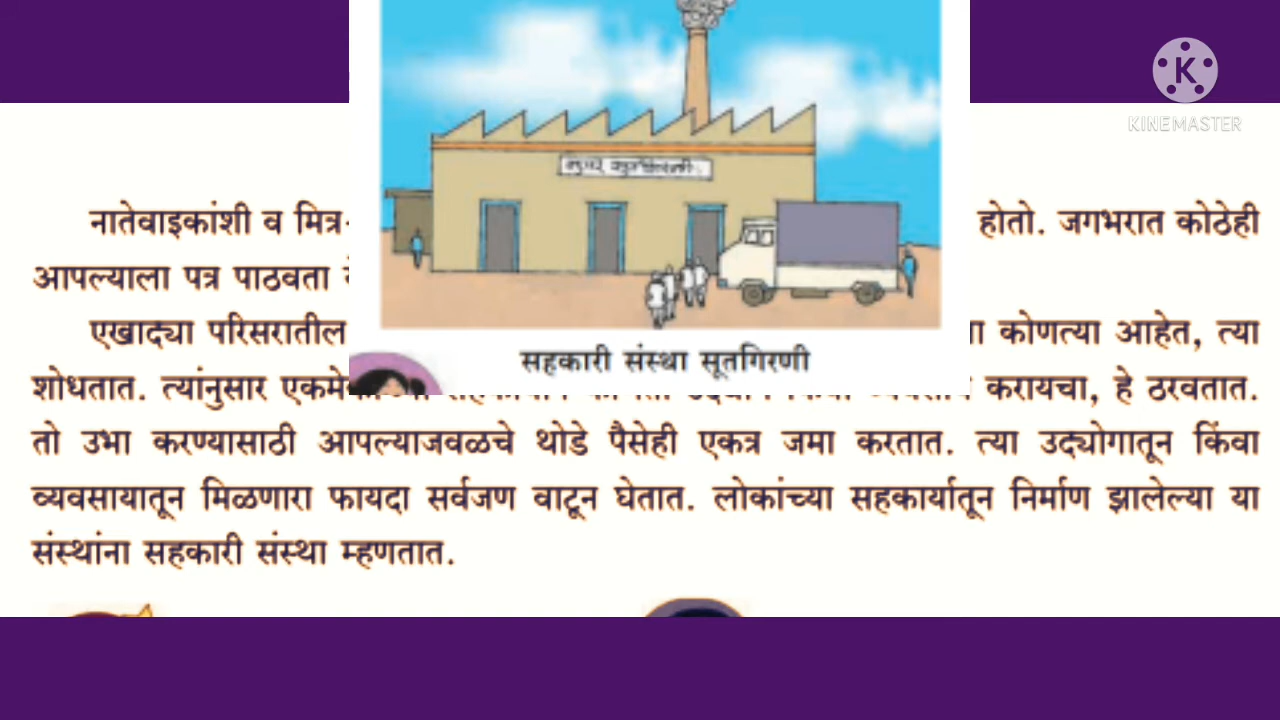 KINEMASTER
नातेवाइकांशी व मित्र- होतो. जगभरात कोठेही
आपल्याला पत्र पाठवता
एखाद्या परिसरातील कोणत्या आहेत, त्या
सहकारी संस्था सूतगिरणी
शोधतात. त्यांनुसार करायचा, हे ठरवतात.
तो उभा करण्यासाठी आपल्याजवळचे थोडे पैसेही एकत्र जमा करतात. त्या उद्योगातून किंवा
व्यवसायातून मिळणारा फायदा सर्वजण वाटून घेतात. लोकांच्या सहकार्यातून निर्माण झालेल्या या
संस्थांना सहकारी संस्था म्हणतात.